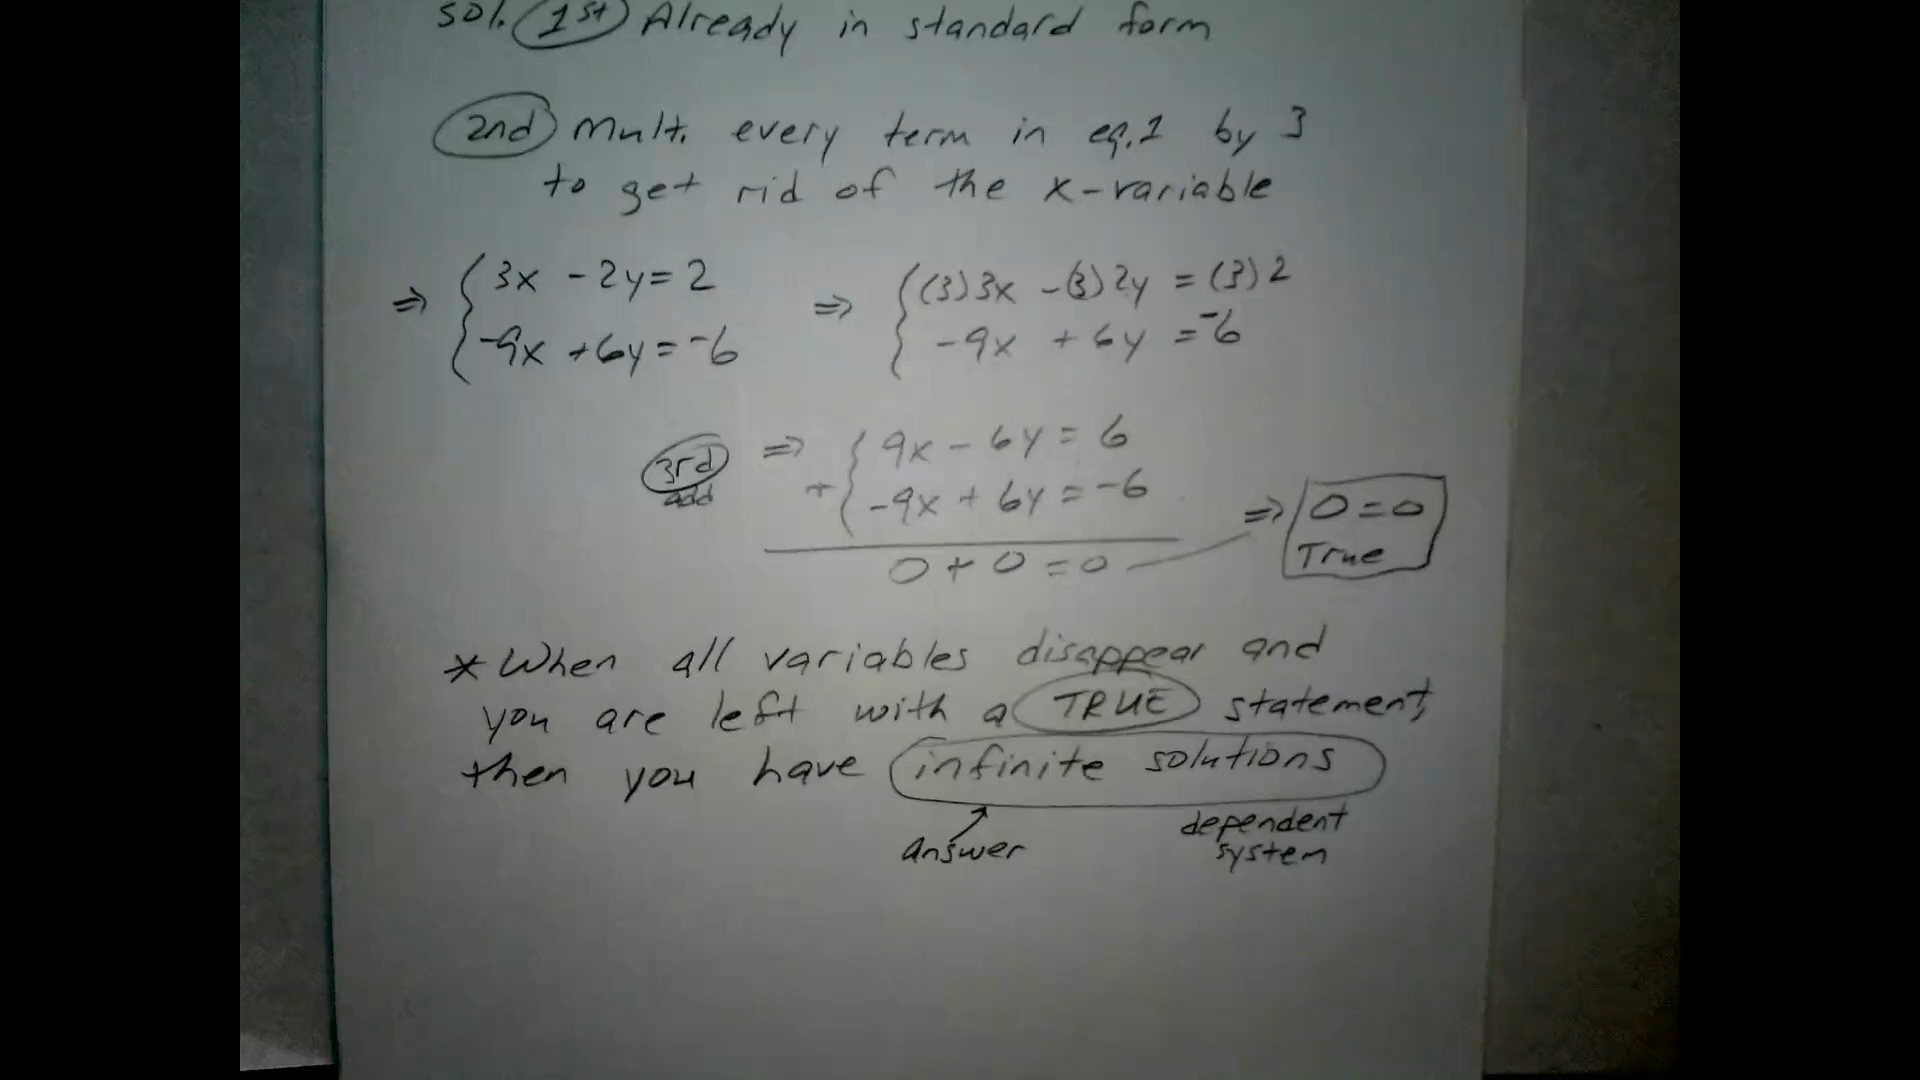 sol. 1st Already in standard form
2nd Mult. every term in eq.1 by 3
to get rid of the x-variable
⇒ { 3x - 2y = 2 ⇒ { (3)3x - (3)2y = (3)2
-9x + 6y = -6 -9x + 6y = -6
3rd ⇒ { 9x - 6y = 6
add + -9x + 6y = -6 ⇒ 0 = 0
0 + 0 = 0 True
* When all variables disappear and
you are left with a TRUE statement,
then you have infinite solutions
answer dependent
system